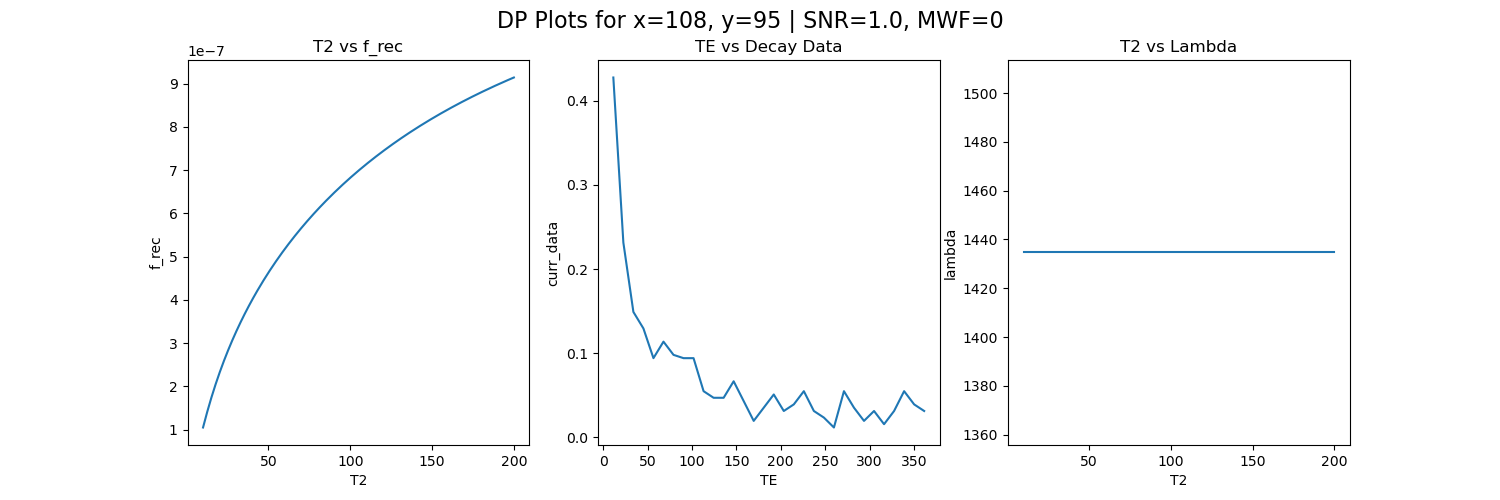 DP Plots for x=108, y=95 | SNR=1.0, MWF=0
T2 vs f_rec
1e−7
9
8
7
6
5
4
3
2
1
f_rec
50 100 150 200
T2
TE vs Decay Data
0.4
0.3
0.2
0.1
0.0
curr_data
0 50 100 150 200 250 300 350
TE
T2 vs Lambda
1500
1480
1460
1440
1420
1400
1380
1360
lambda
50 100 150 200
T2